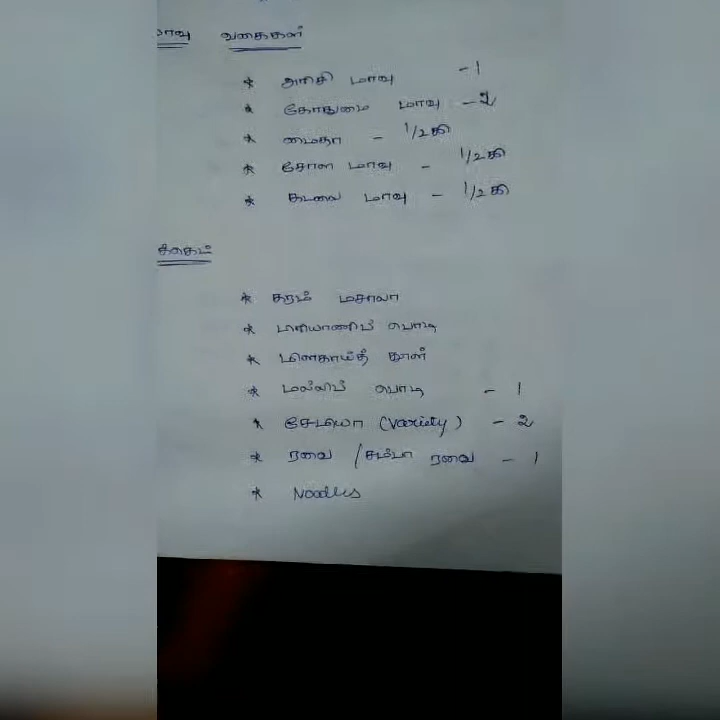 மாவு வகைகள்
* அரிசி மாவு - 1
* கோதுமை மாவு - 2
* மைதா - 1/2 கி
* சோள மாவு - 1/2 கி
* கடலை மாவு - 1/2 கி
* கரம் மசாலா
* பிரியாணிப் பொடி
* மிளகாய்த் தூள்
* மல்லிப் பொடி - 1
* சேமியா (Variety) - 2
* ரவை / சம்பா ரவை - 1
* Noodles